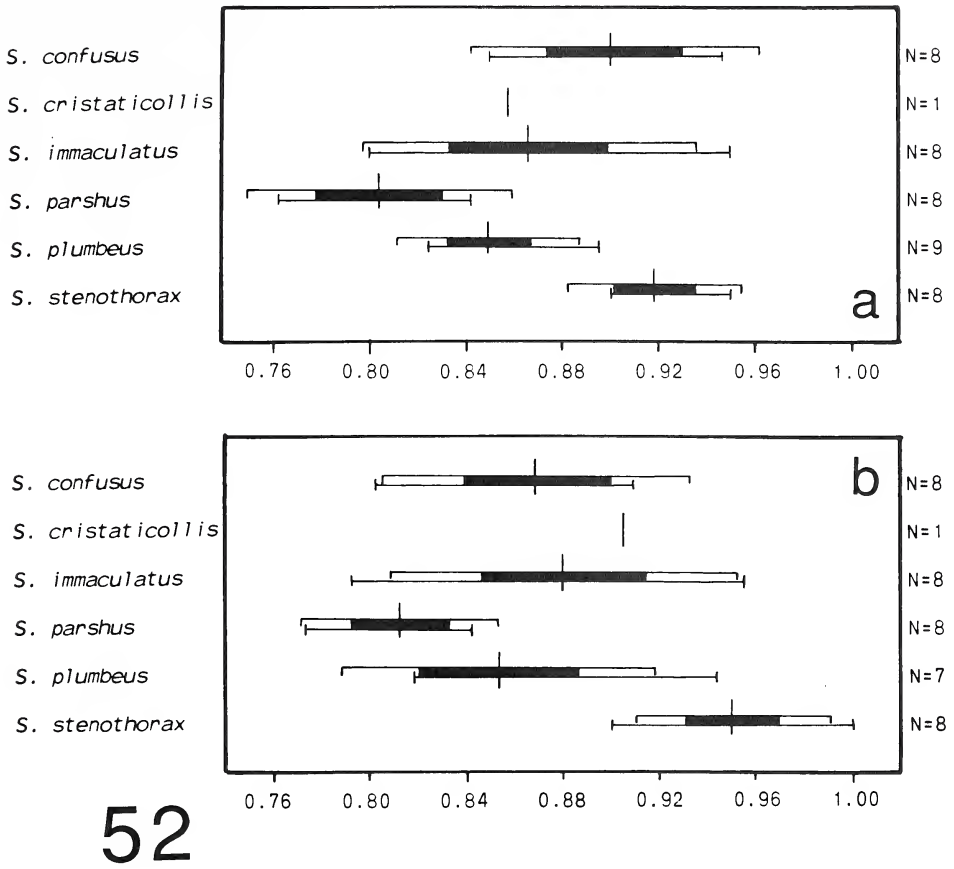 S. confusus N=8
S. cristaticollis N=1
S. immaculatus N=8
S. parshus N=8
S. plumbeus N=9
S. stenothorax N=8
a
0.76 0.80 0.84 0.88 0.92 0.96 1.00
b
S. confusus N=8
S. cristaticollis N=1
S. immaculatus N=8
S. parshus N=8
S. plumbeus N=7
S. stenothorax N=8
0.76 0.80 0.84 0.88 0.92 0.96 1.00
52